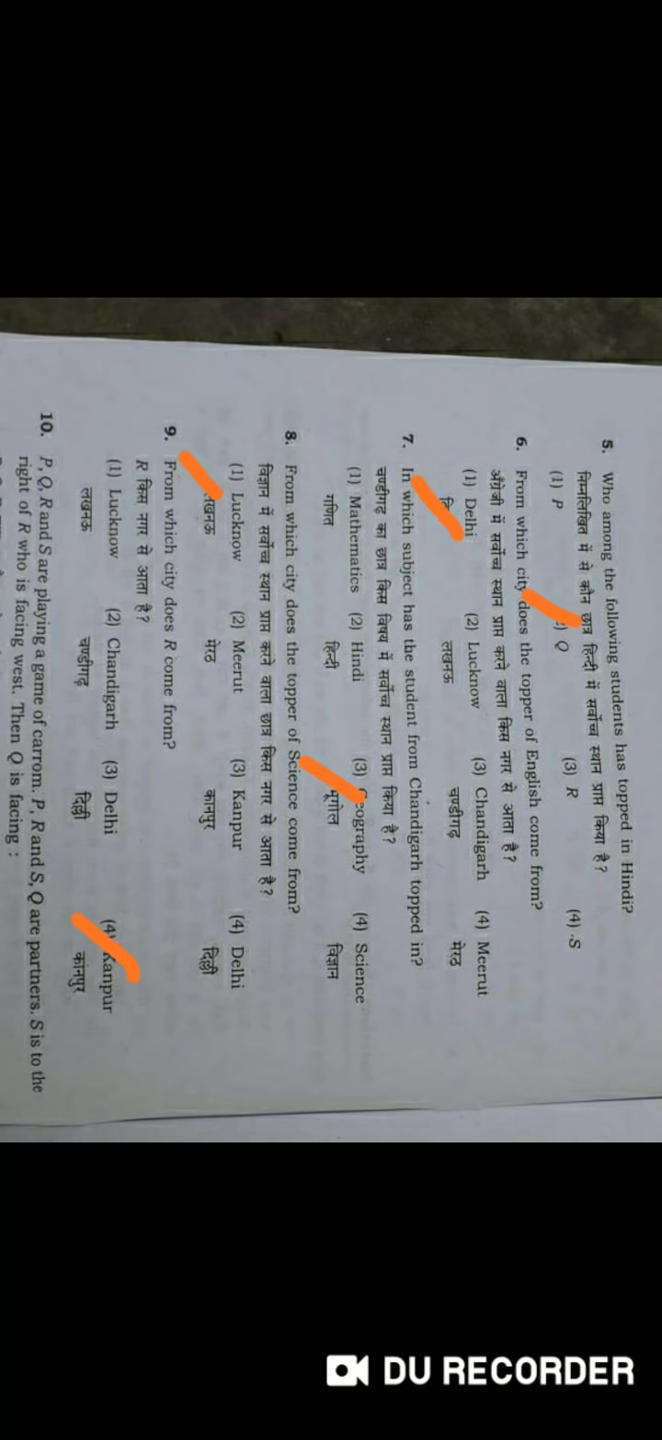 5. Who among the following students has topped in Hindi?
निम्नलिखित में से कौन छात्र हिन्दी में सर्वोच्च स्थान प्राप्त किया है?
(1) P ) Q (3) R (4) S
6. From which city does the topper of English come from?
अँग्रेजी में सर्वोच्च स्थान प्राप्त करने वाला किस नगर से आता है?
(1) Delhi (2) Lucknow (3) Chandigarh (4) Meerut
लखनऊ चण्डीगढ़ मेरठ
7. In which subject has the student from Chandigarh topped in?
चण्डीगढ़ का छात्र किस विषय में सर्वोच्च स्थान प्राप्त किया है?
(1) Mathematics (2) Hindi (3) ography (4) Science
गणित हिन्दी भूगोल विज्ञान
8. From which city does the topper of Science come from?
विज्ञान में सर्वोच्च स्थान प्राप्त करने वाला छात्र किस नगर से आता है?
(1) Lucknow (2) Meerut (3) Kanpur (4) Delhi
खनऊ मेरठ कानपुर दिल्ली
9. From which city does R come from?
R किस नगर से आता है?
(1) Lucknow (2) Chandigarh (3) Delhi (4) Kanpur
लखनऊ चण्डीगढ़ दिल्ली कानपुर
10. P, Q, R and S are playing a game of carrom. P, R and S, Q are partners. S is to the
right of R who is facing west. Then Q is facing :
DU RECORDER